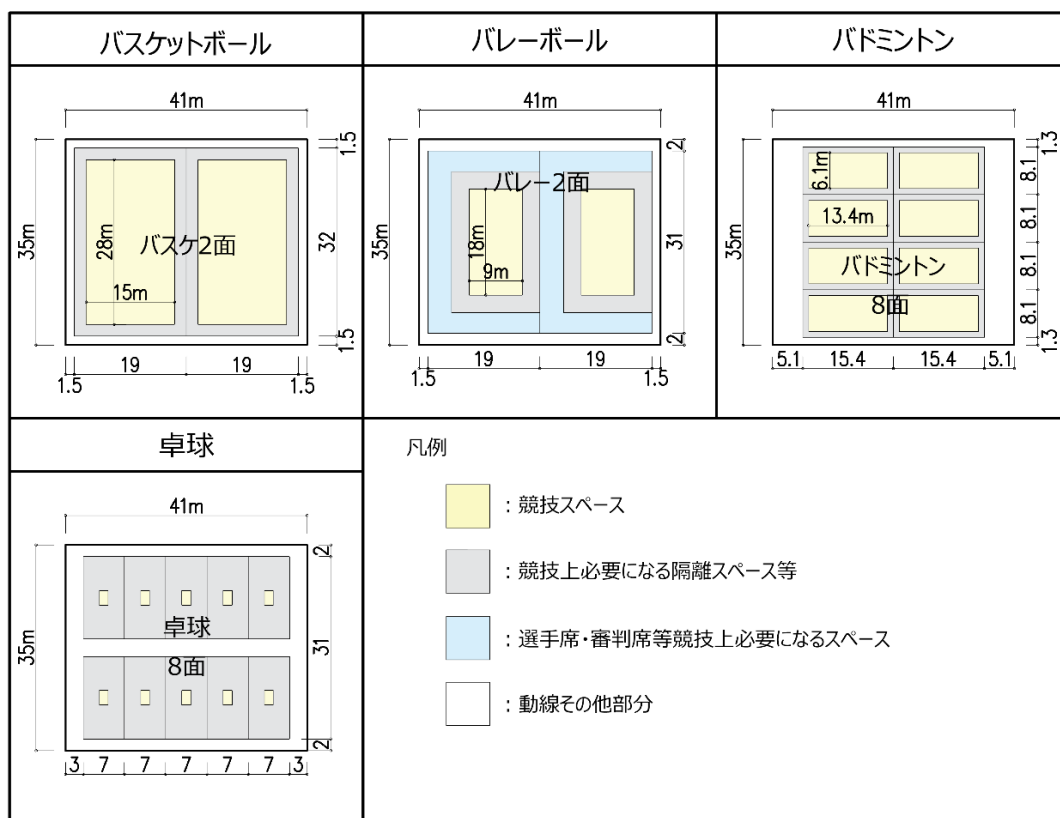 バスケットボール
バレーボール
バドミントン
41m
1.5
35m
28m
バスケ2面
32
15m
1.5
19
19
1.5
1.5
41m
2
バレー2面
35m
18m
31
9m
2
19
19
1.5
1.5
41m
1.3
6.1m
8.1
13.4m
8.1
35m
バドミントン
8.1
8面
8.1
1.3
5.1
15.4
15.4
5.1
卓球
41m
2
35m
卓球
31
8面
2
3
7
7
7
7
7
3
凡例
：競技スペース
：競技上必要になる隔離スペース等
：選手席・審判席等競技上必要になるスペース
：動線その他部分